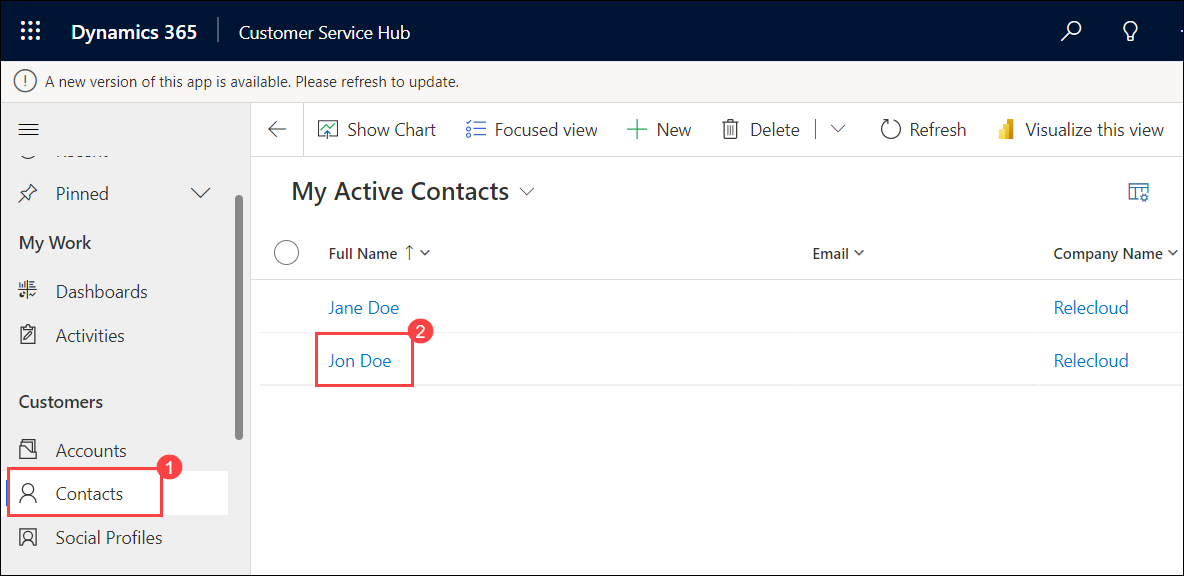 Dynamics 365 Customer Service Hub
A new version of this app is available. Please refresh to update.
Show Chart Focused view New Delete Refresh Visualize this view
Pinned
My Work
Dashboards
Activities
Customers
Accounts
1
Contacts
Social Profiles
My Active Contacts
Full Name Email Company Name
Jane Doe Relecloud
2
Jon Doe Relecloud